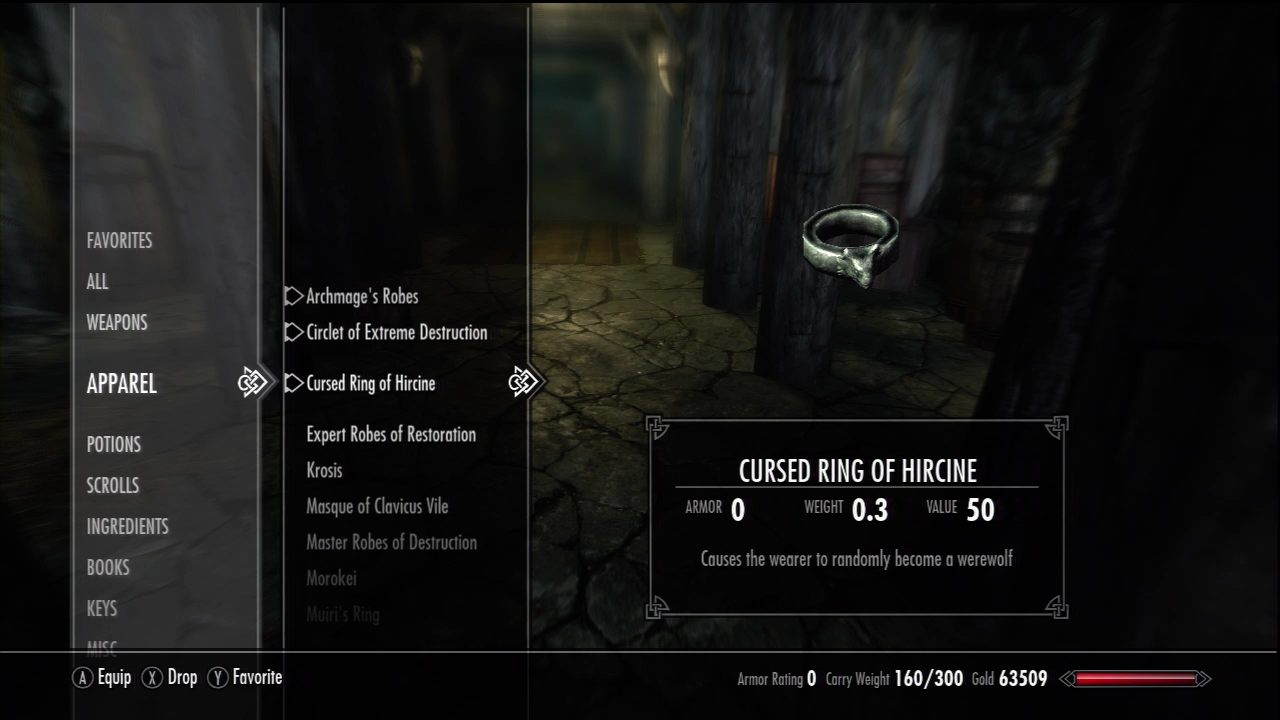 FAVORITES
ALL
WEAPONS
APPAREL
POTIONS
SCROLLS
INGREDIENTS
BOOKS
KEYS
MISC
Archmage's Robes
Circlet of Extreme Destruction
Cursed Ring of Hircine
Expert Robes of Restoration
Krosis
Masque of Clavicus Vile
Master Robes of Destruction
Morokei
Muiri's Ring
CURSED RING OF HIRCINE
ARMOR 0 WEIGHT 0.3 VALUE 50
Causes the wearer to randomly become a werewolf
A Equip X Drop Y Favorite
Armor Rating 0 Carry Weight 160/300 Gold 63509